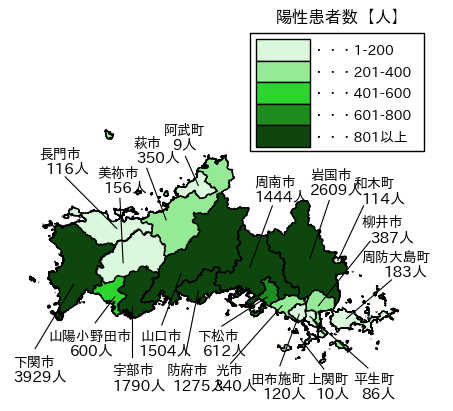 陽性患者数【人】
・・・1-200
・・・201-400
・・・401-600
・・・601-800
・・・801以上
阿武町
9人
萩市
350人
長門市
116人
美祢市
156人
岩国市
2609人
和木町
114人
周南市
1444人
柳井市
387人
周防大島町
183人
山陽小野田市
600人
山口市
1504人
下松市
612人
下関市
3929人
宇部市
1790人
防府市
1275人
光市
340人
田布施町
120人
上関町
10人
平生町
86人